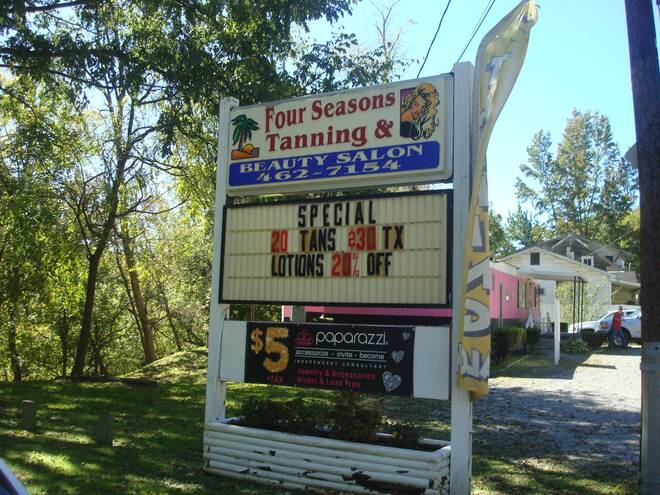 Four Seasons
Tanning &
BEAUTY SALON
462-7154
SPECIAL
20 TANS $30 TX
LOTIONS 20% OFF
$5
+TAX
paparazzi
accessorize • invite • become
INDEPENDENT CONSULTANT
Jewelry & Accessories
Nickel & Lead Free